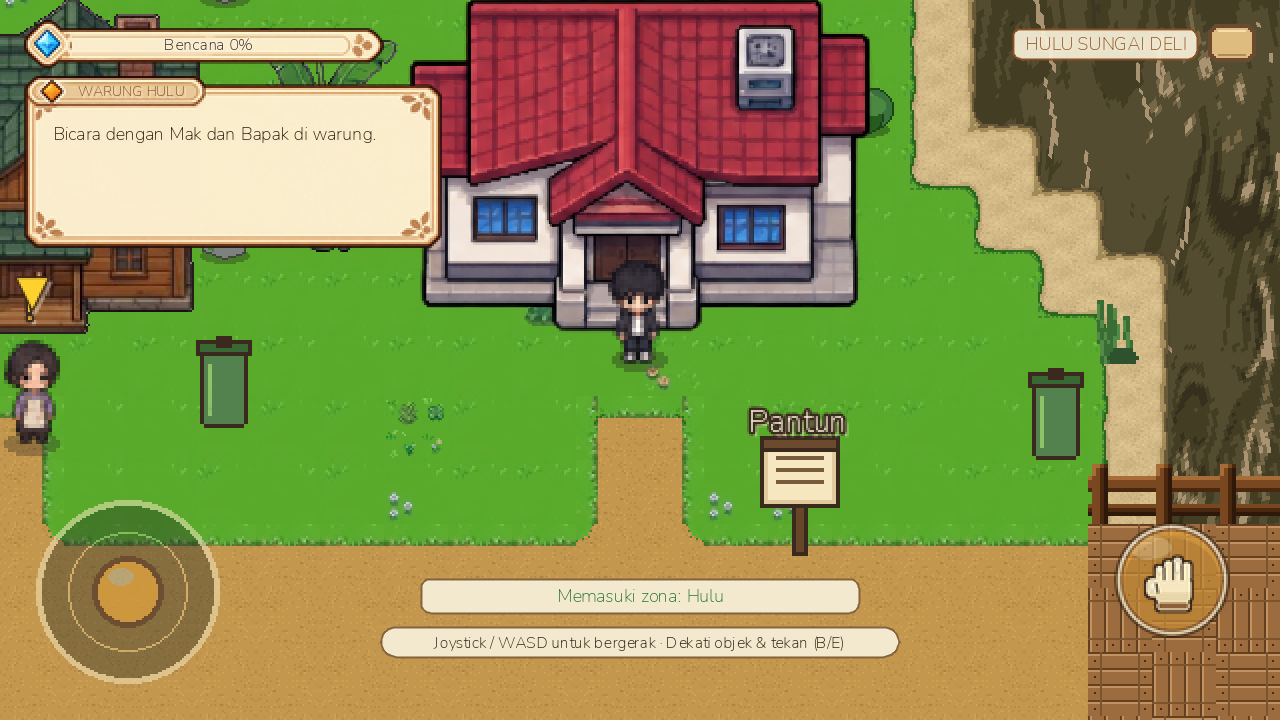 Bencana 0%
HULU SUNGAI DELI
WARUNG HULU
Bicara dengan Mak dan Bapak di warung.
Pantun
Memasuki zona: Hulu
Joystick / WASD untuk bergerak · Dekati objek & tekan (B/E)